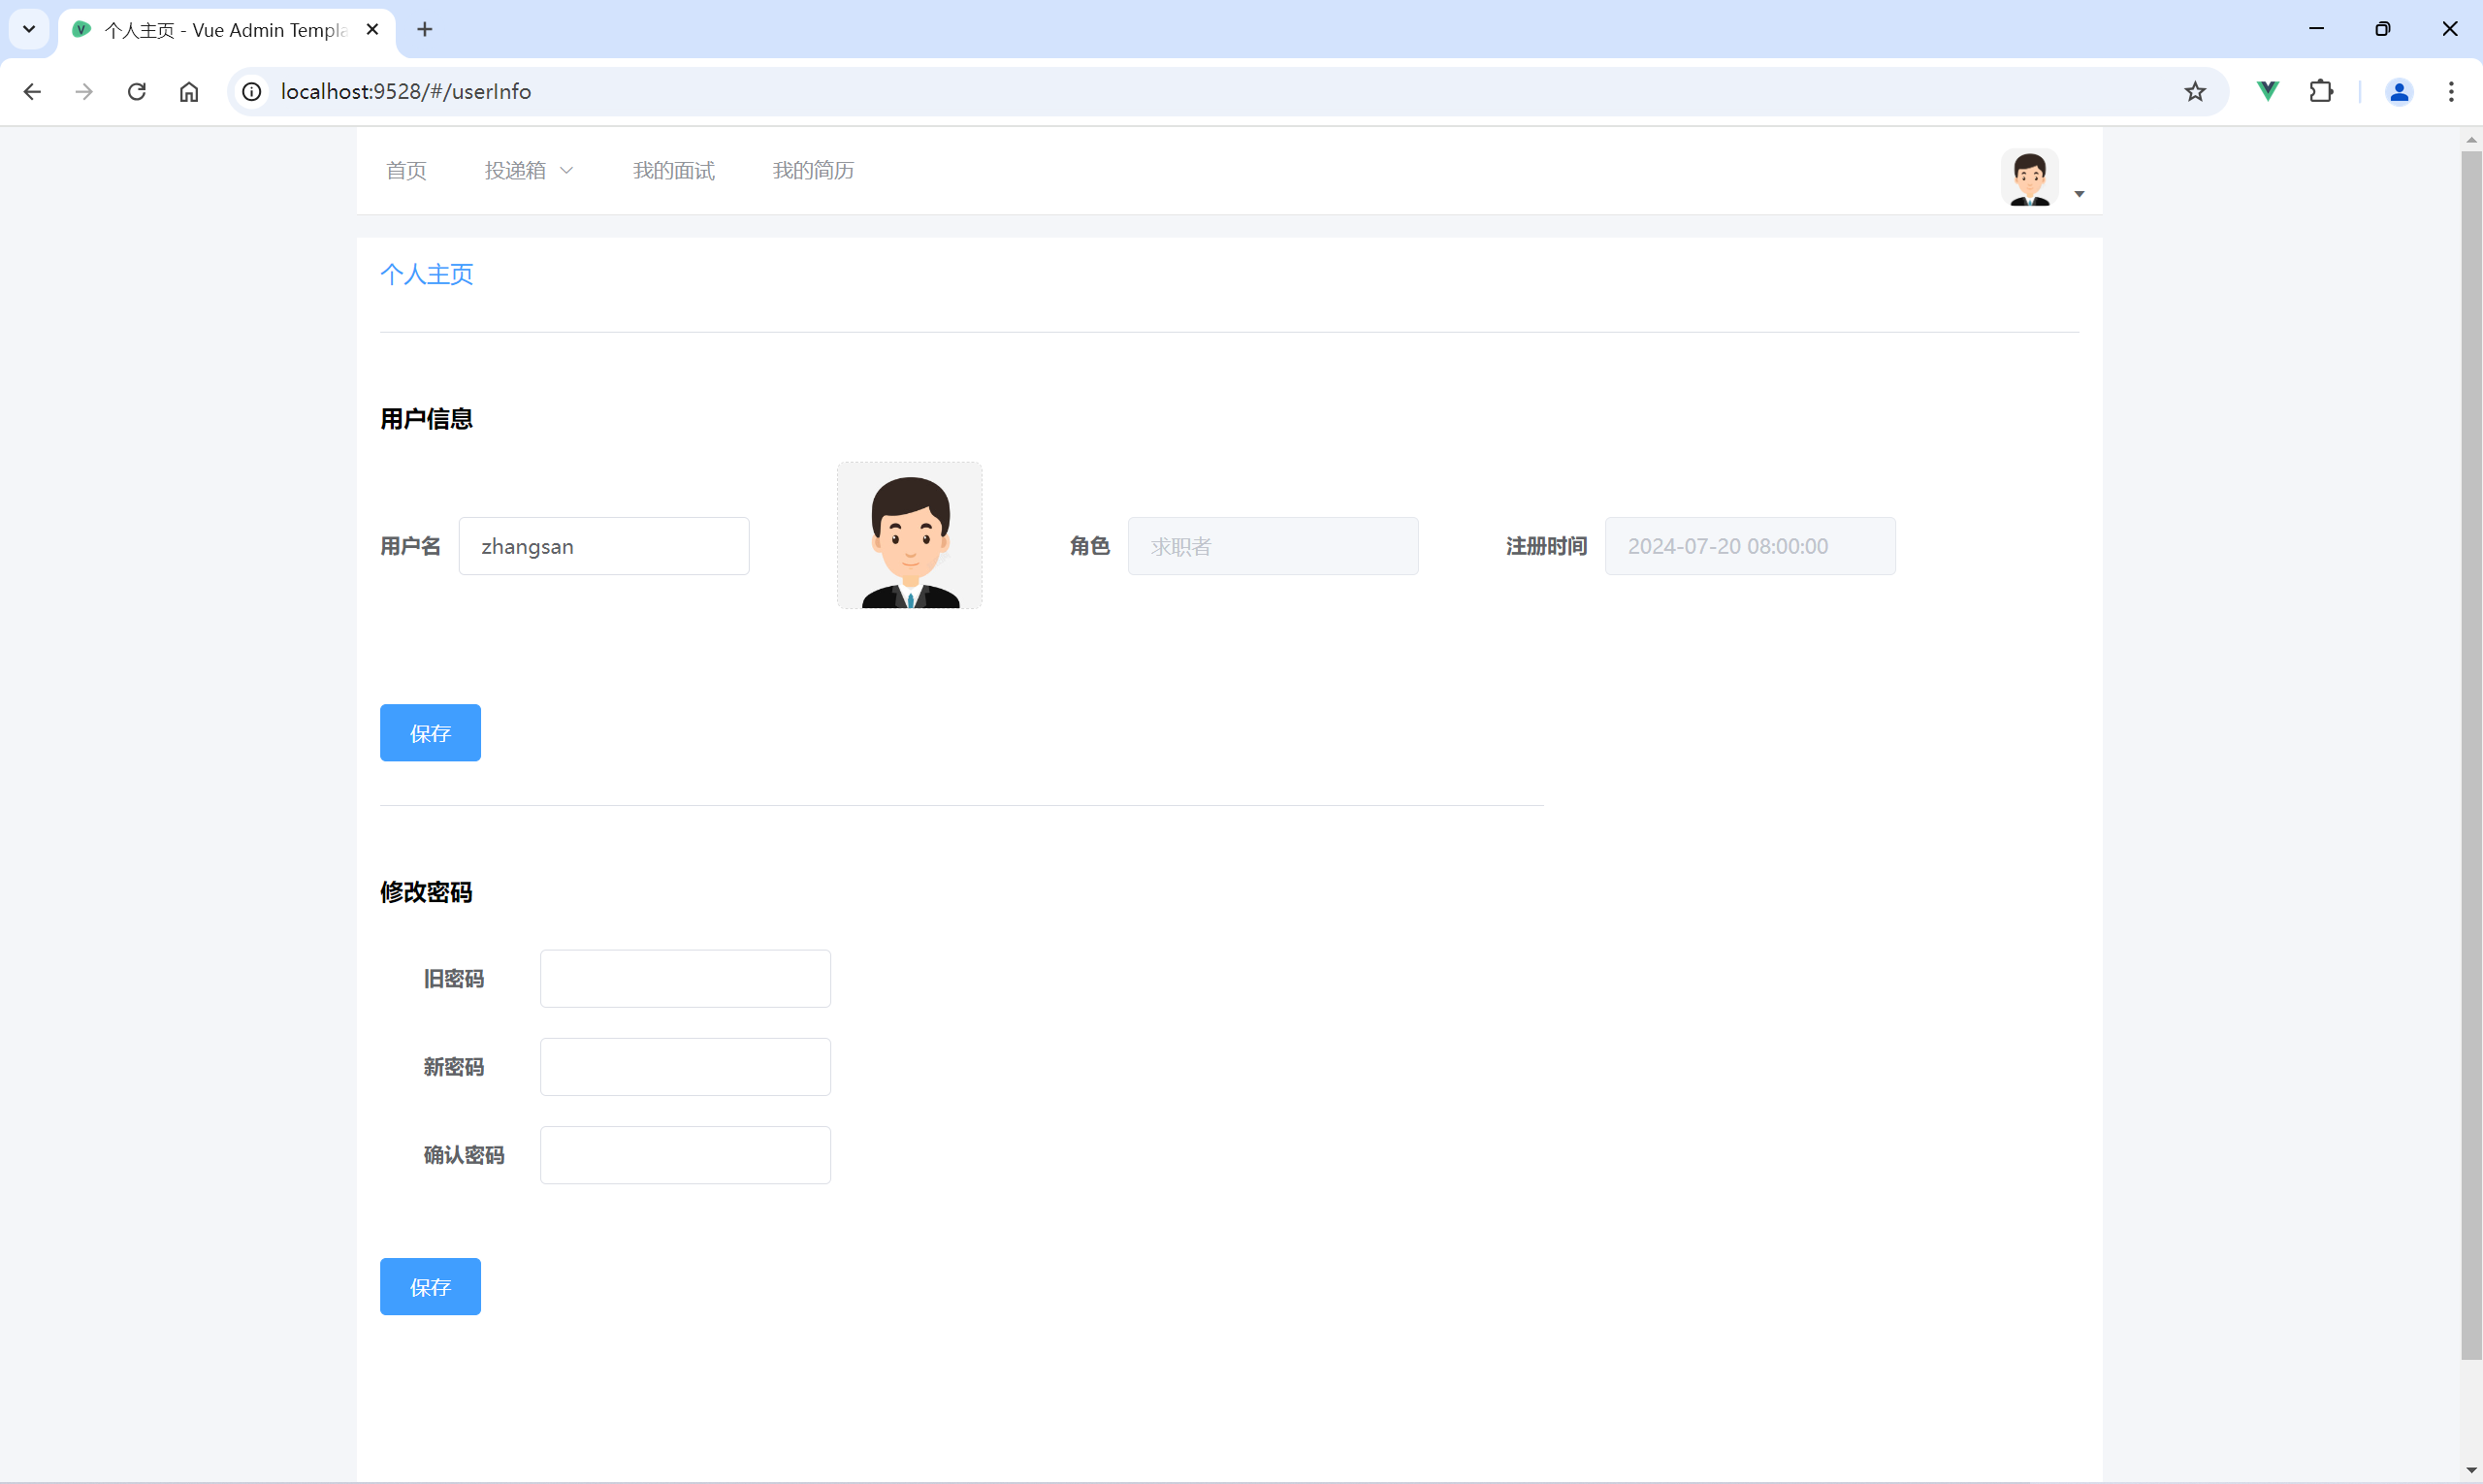 个人主页 - Vue Admin Templa
localhost:9528/#/userInfo
首页 投递箱 我的面试 我的简历
个人主页
用户信息
用户名 zhangsan 角色 求职者 注册时间 2024-07-20 08:00:00
保存
修改密码
旧密码
新密码
确认密码
保存